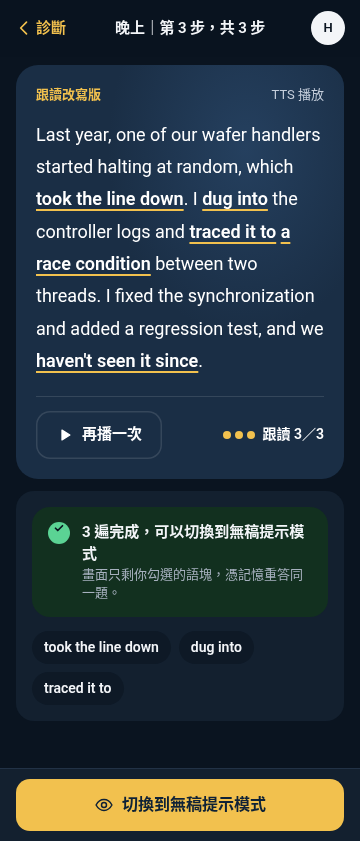 診斷
晚上｜第 3 步，共 3 步
H
跟讀改寫版
TTS 播放
Last year, one of our wafer handlers
started halting at random, which
took the line down. I dug into the
controller logs and traced it to a
race condition between two
threads. I fixed the synchronization
and added a regression test, and we
haven't seen it since.
再播一次
跟讀 3／3
3 遍完成，可以切換到無稿提示模
式
畫面只剩你勾選的語塊，憑記憶重答同
一題。
took the line down
dug into
traced it to
切換到無稿提示模式